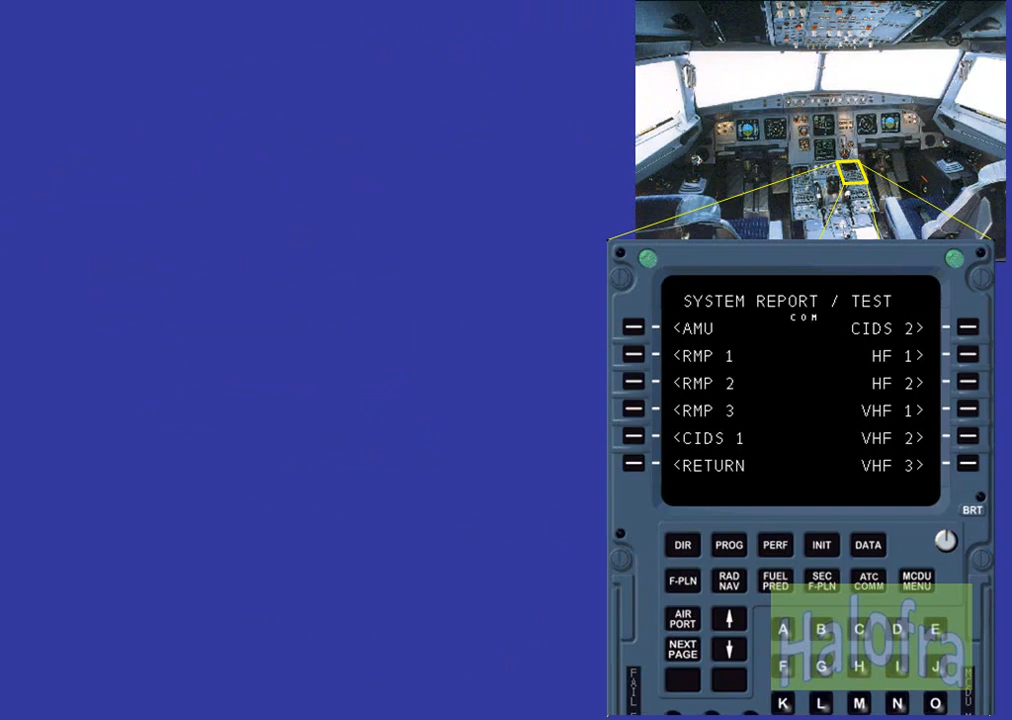 SYSTEM REPORT / TEST
COM
<AMU CIDS 2>
<RMP 1 HF 1>
<RMP 2 HF 2>
<RMP 3 VHF 1>
<CIDS 1 VHF 2>
<RETURN VHF 3>
BRT
DIR PROG PERF INIT DATA
F-PLN RAD NAV FUEL PRED SEC F-PLN ATC COMM MCDU MENU
AIR PORT
NEXT PAGE
A B C D E
Halofra
F G H I J
K L M N O
FAIL